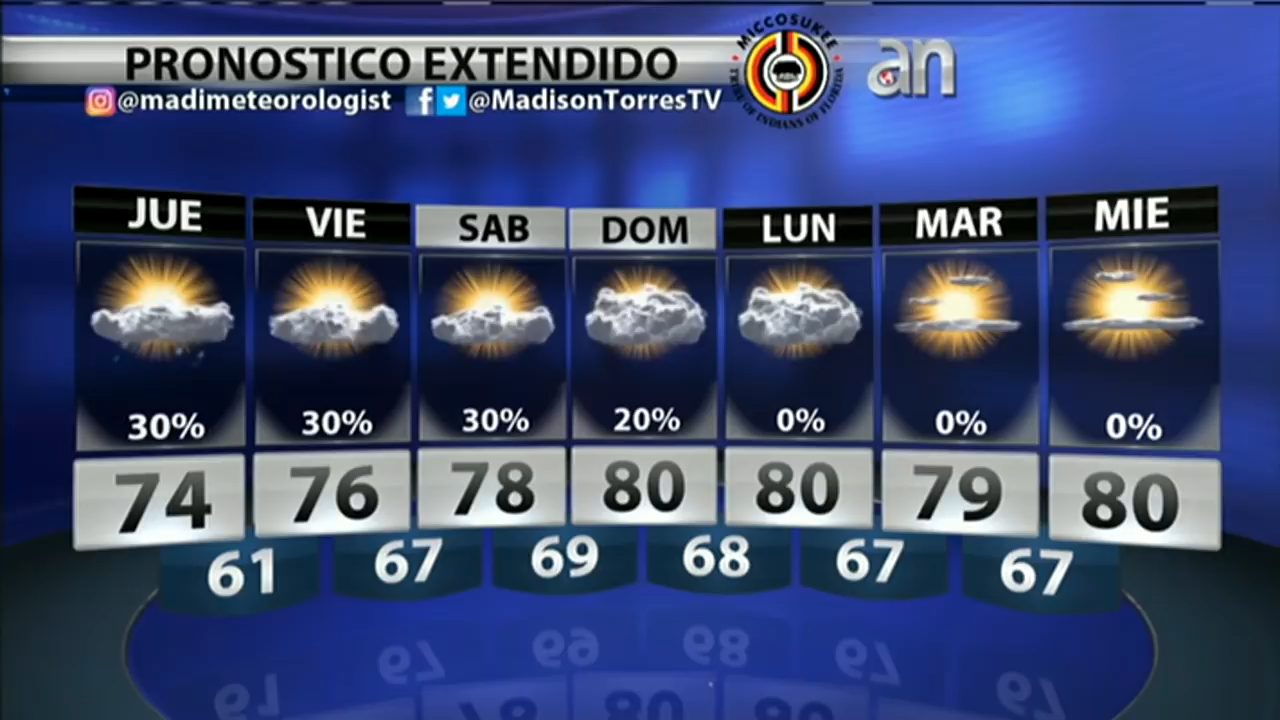 PRONOSTICO EXTENDIDO
@madimeteorologist @MadisonTorresTV
MICCOSUKEE
TRIBE OF INDIANS OF FLORIDA
an
JUE VIE SAB DOM LUN MAR MIE
30% 30% 30% 20% 0% 0% 0%
74 76 78 80 80 79 80
61 67 69 68 67 67